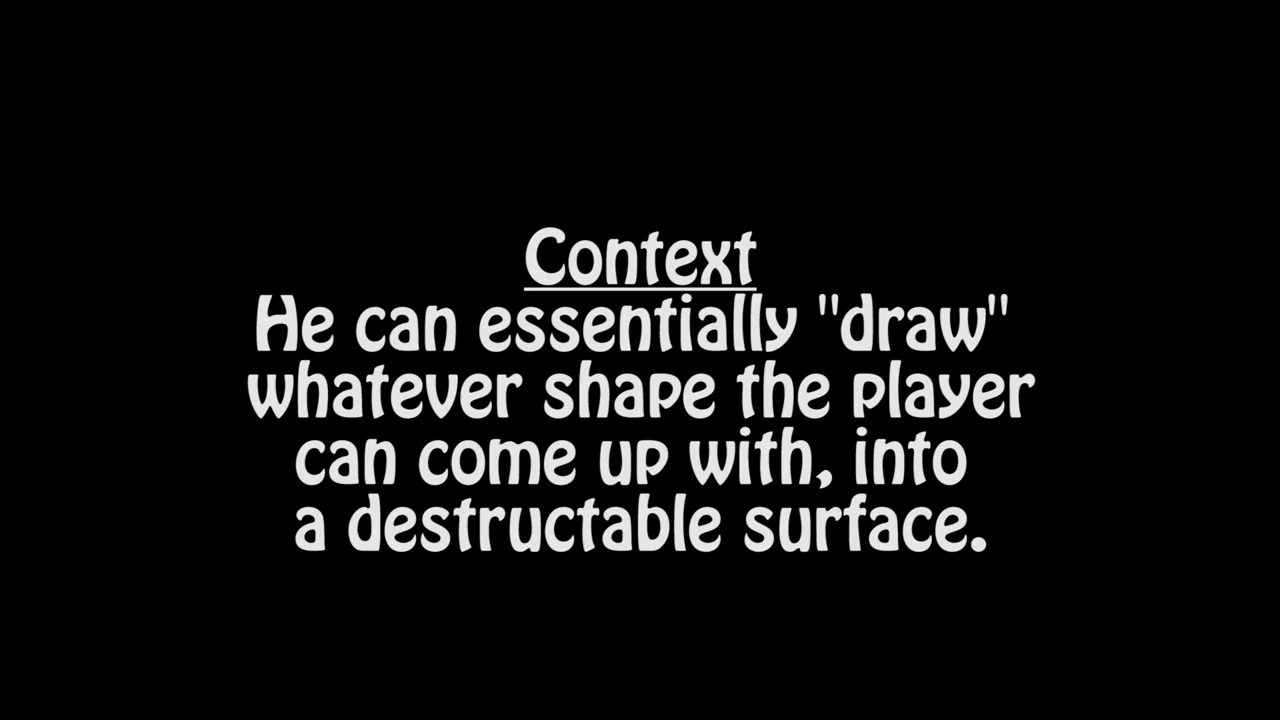 Context
He can essentially "draw"
whatever shape the player
can come up with, into
a destructable surface.